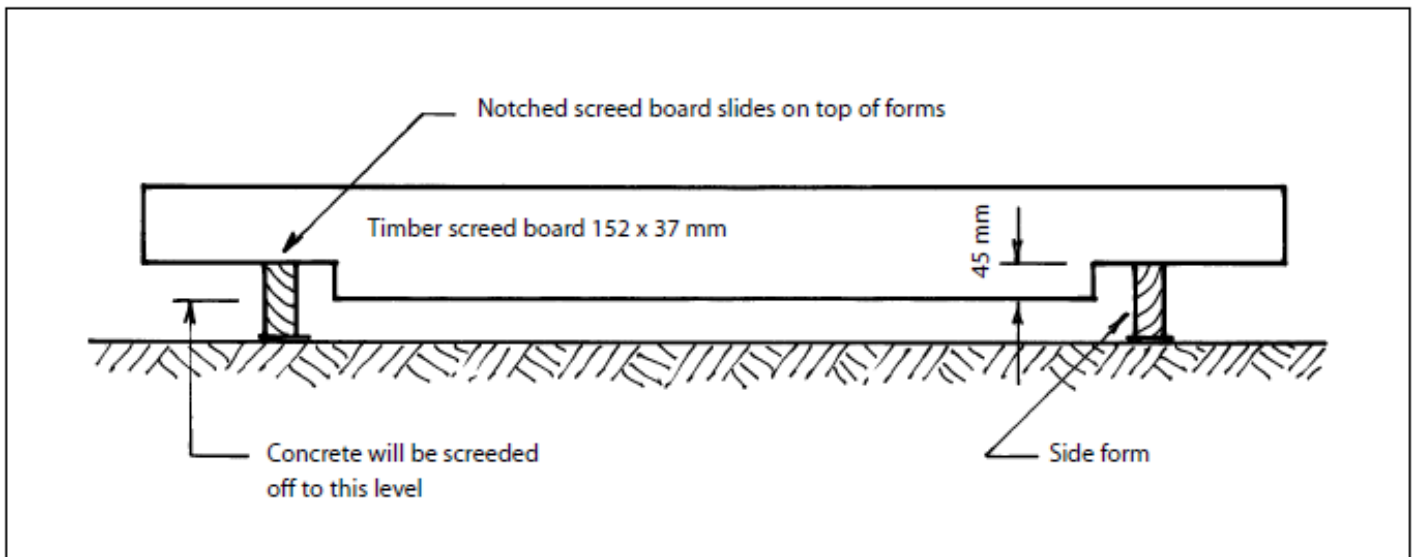 Notched screed board slides on top of forms
Timber screed board 152 x 37 mm
45 mm
Concrete will be screeded
off to this level
Side form